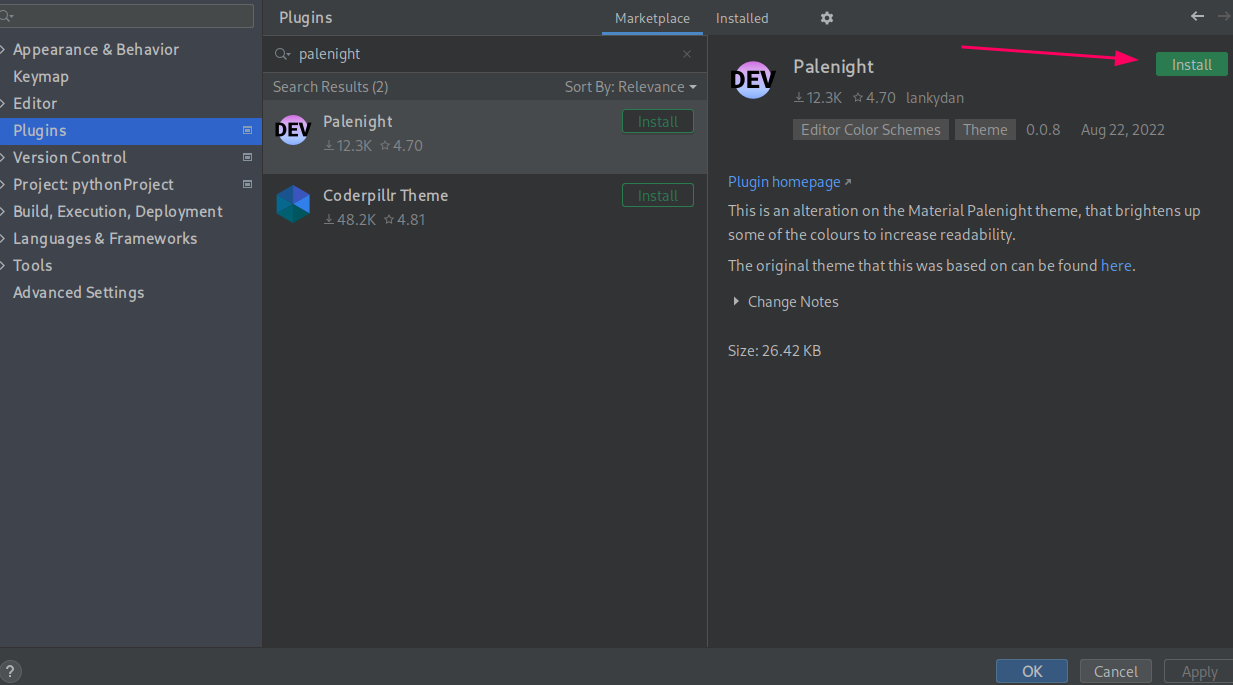 Appearance & Behavior
Keymap
Editor
Plugins
Version Control
Project: pythonProject
Build, Execution, Deployment
Languages & Frameworks
Tools
Advanced Settings
?
Plugins
Marketplace
Installed
palenight
Search Results (2)
Sort By: Relevance
DEV
Palenight
12.3K
4.70
Install
Coderpillr Theme
48.2K
4.81
Install
DEV
Palenight
Install
12.3K
4.70
lankydan
Editor Color Schemes
Theme
0.0.8
Aug 22, 2022
Plugin homepage
This is an alteration on the Material Palenight theme, that brightens up
some of the colours to increase readability.
The original theme that this was based on can be found here.
Change Notes
Size: 26.42 KB
OK
Cancel
Apply